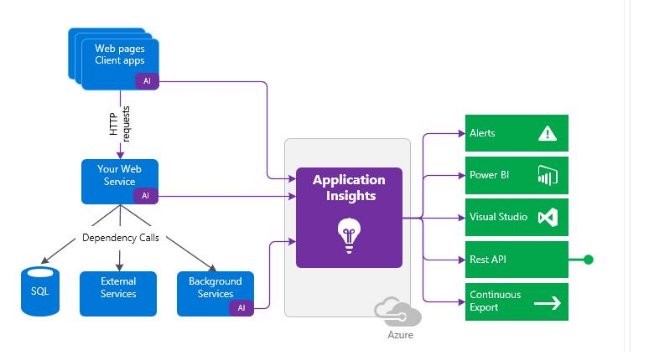 Web pages
Client apps
AI
HTTP
requests
Your Web
Service
AI
Dependency Calls
SQL
External
Services
Background
Services
AI
Application
Insights
Azure
Alerts
Power BI
Visual Studio
Rest API
Continuous
Export